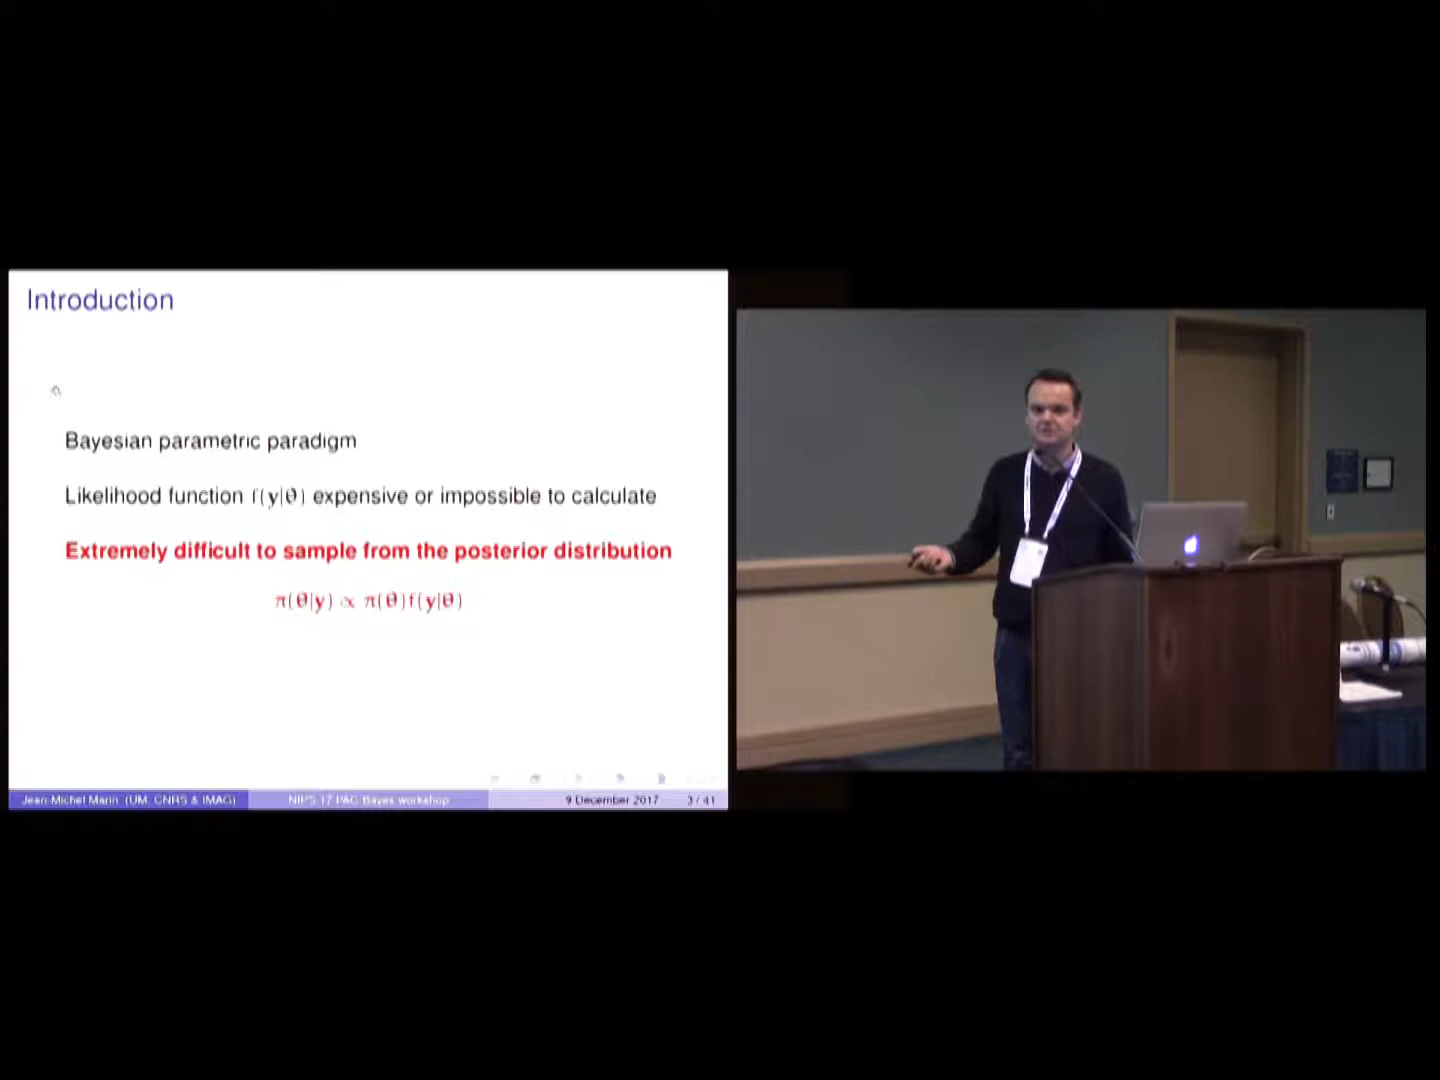 Introduction
Bayesian parametric paradigm
Likelihood function f(y|θ) expensive or impossible to calculate
Extremely difficult to sample from the posterior distribution
π(θ|y) ∝ π(θ)f(y|θ)
Jean-Michel Marin (UM, CNRS & IMAG) NIPS 17 PAC-Bayes workshop 9 December 2017 3 / 41